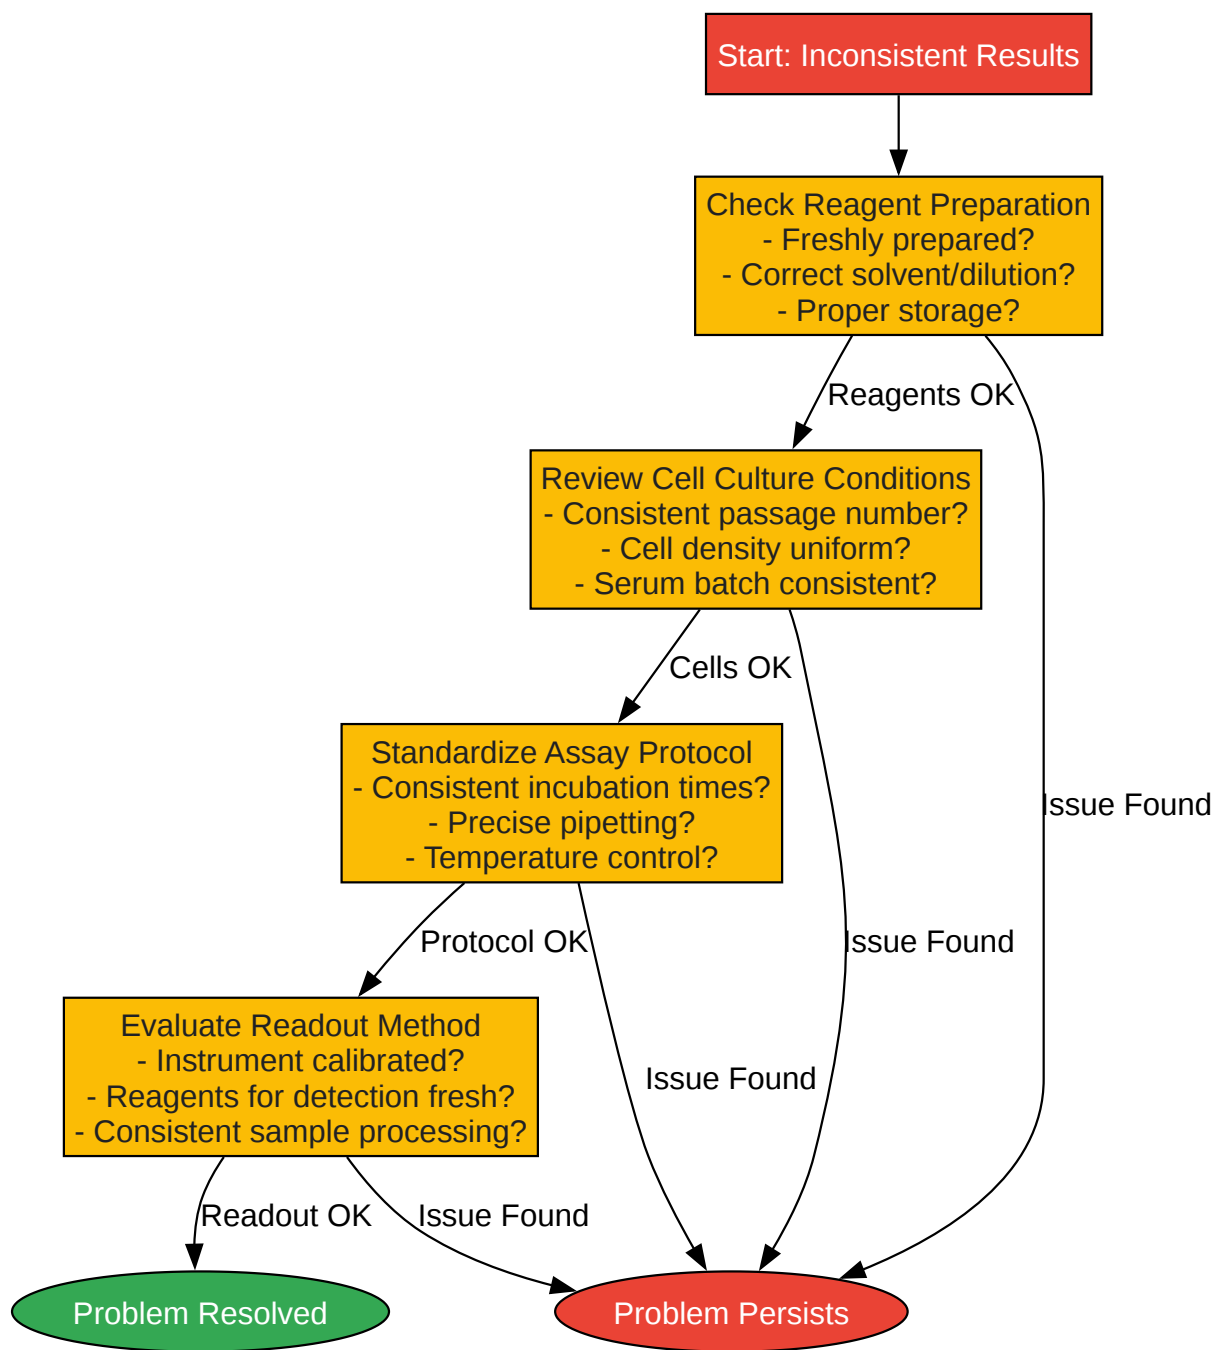 Start: Inconsistent Results
Check Reagent Preparation
- Freshly prepared?
- Correct solvent/dilution?
- Proper storage?
Reagents OK
Review Cell Culture Conditions
- Consistent passage number?
- Cell density uniform?
- Serum batch consistent?
Cells OK
Standardize Assay Protocol
- Consistent incubation times?
- Precise pipetting?
- Temperature control?
Issue Found
Protocol OK
Issue Found
Evaluate Readout Method
- Instrument calibrated?
- Reagents for detection fresh?
- Consistent sample processing?
Issue Found
Readout OK
Issue Found
Problem Resolved
Problem Persists